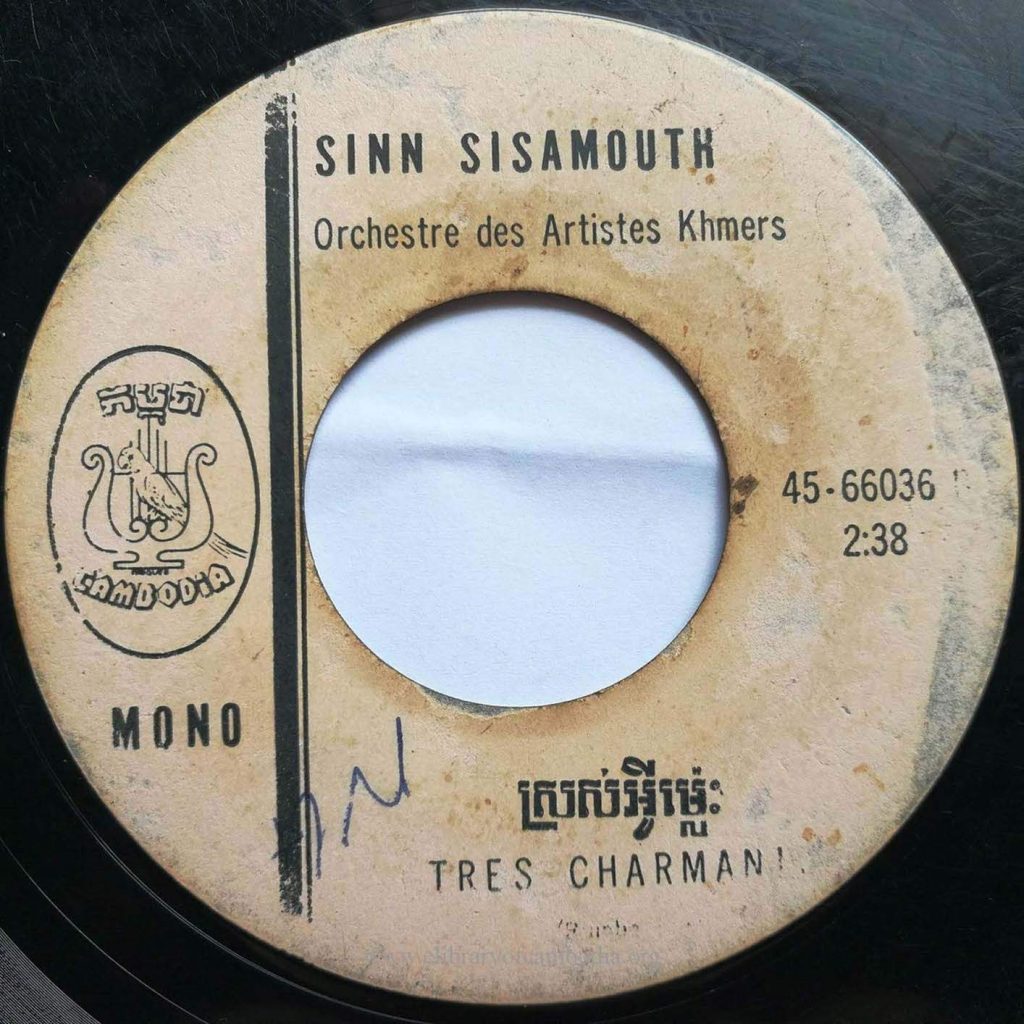 SINN SISAMOUTH
Orchestre des Artistes Khmers
កម្ពុជា
CAMBODIA
45-66036
2:38
MONO
ស្រស់អ្វីម្ល៉េះ
TRES CHARMANT